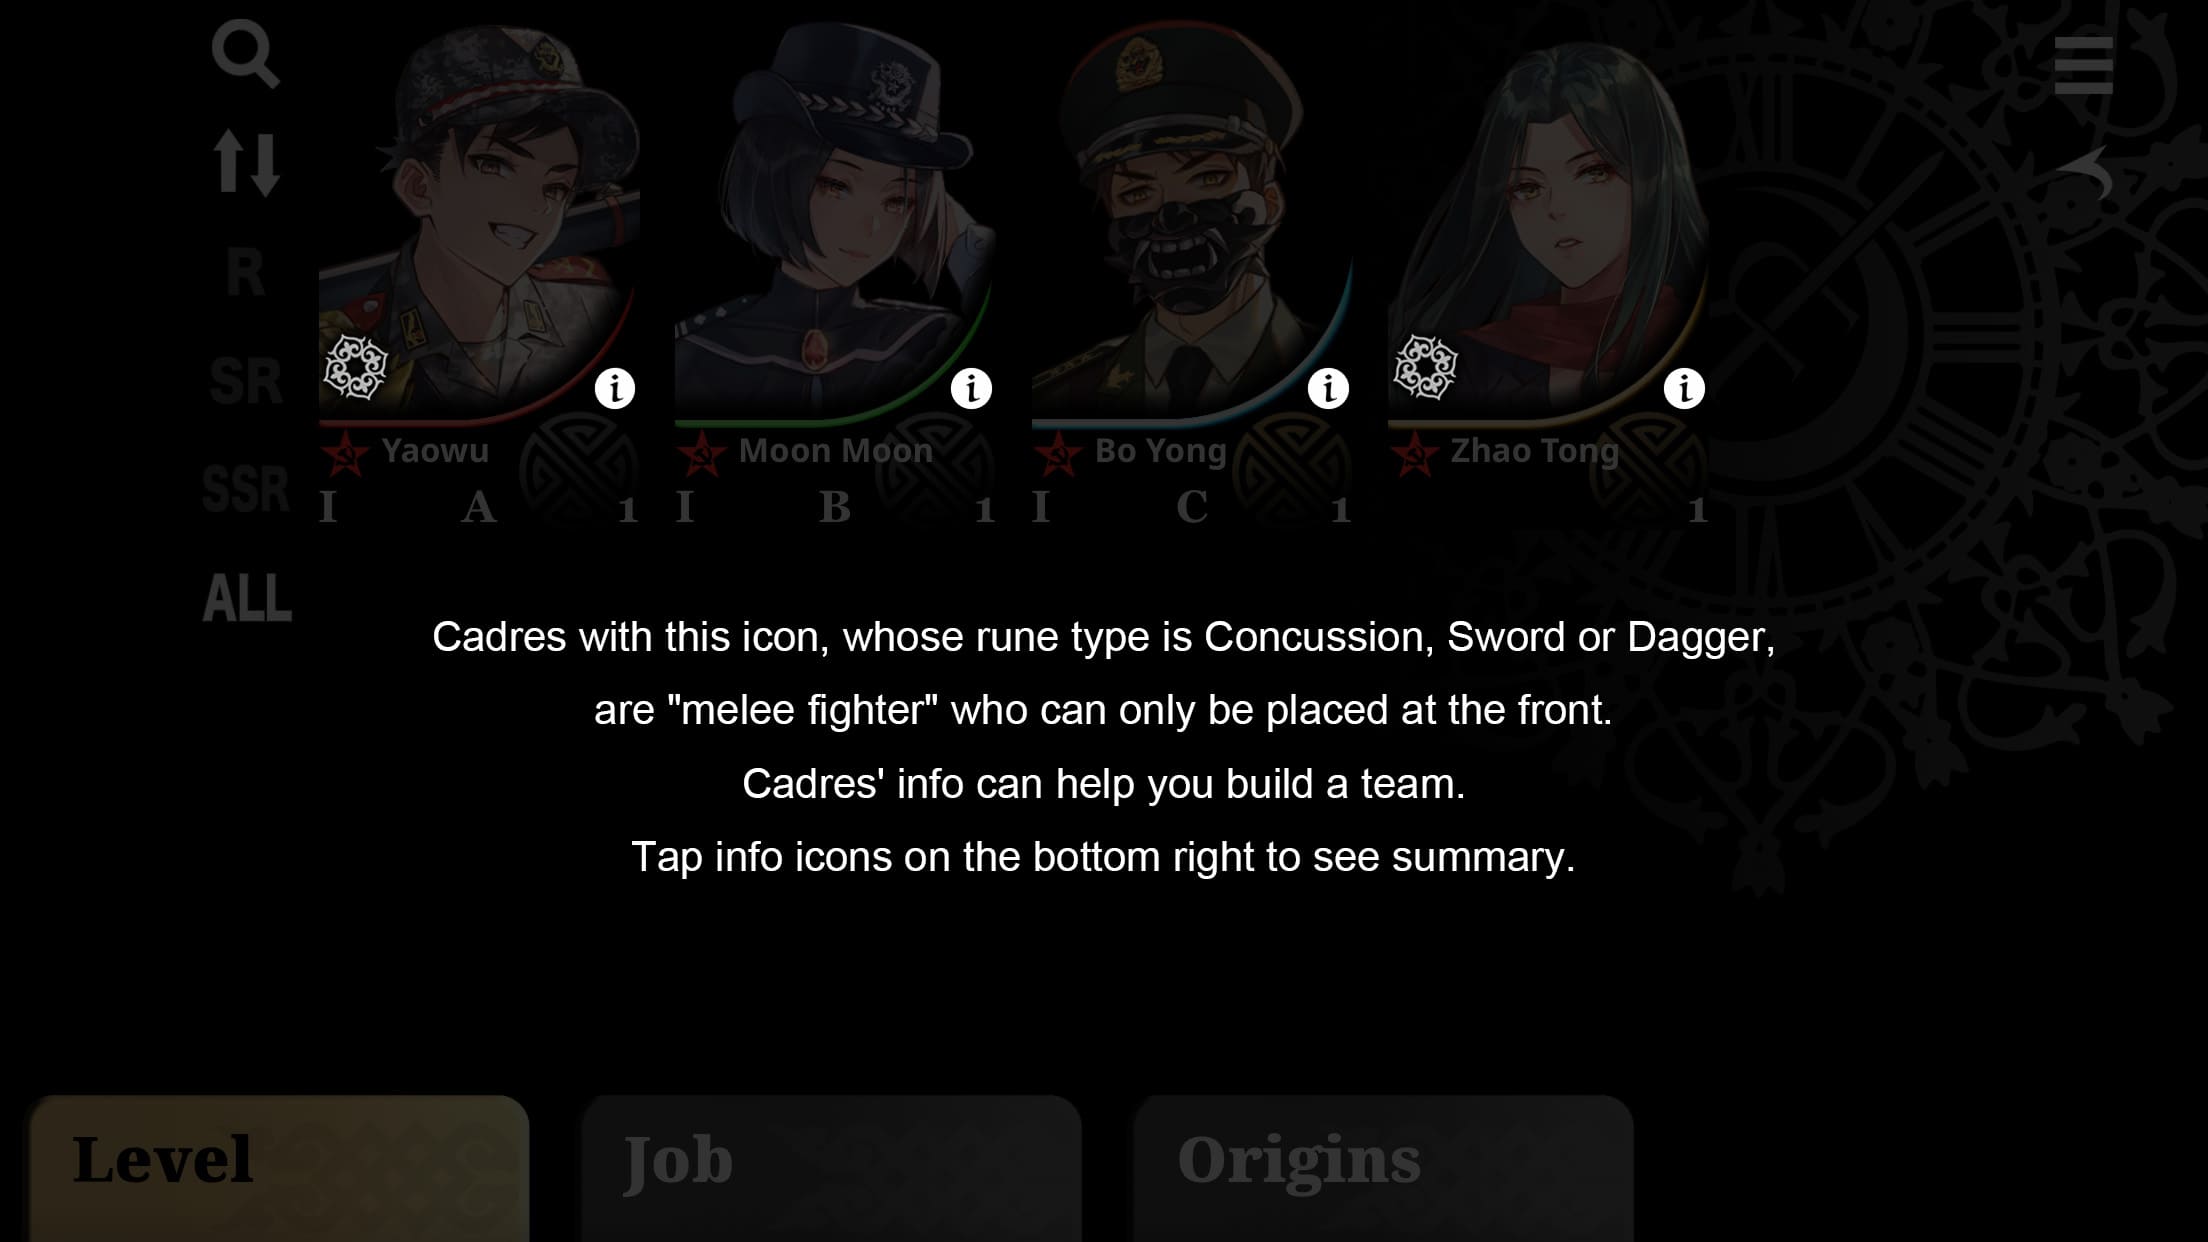 R
SR
SSR
ALL
Yaowu
I A 1
Moon Moon
I B 1
Bo Yong
I C 1
Zhao Tong
1
Cadres with this icon, whose rune type is Concussion, Sword or Dagger,
are "melee fighter" who can only be placed at the front.
Cadres' info can help you build a team.
Tap info icons on the bottom right to see summary.
Level
Job
Origins